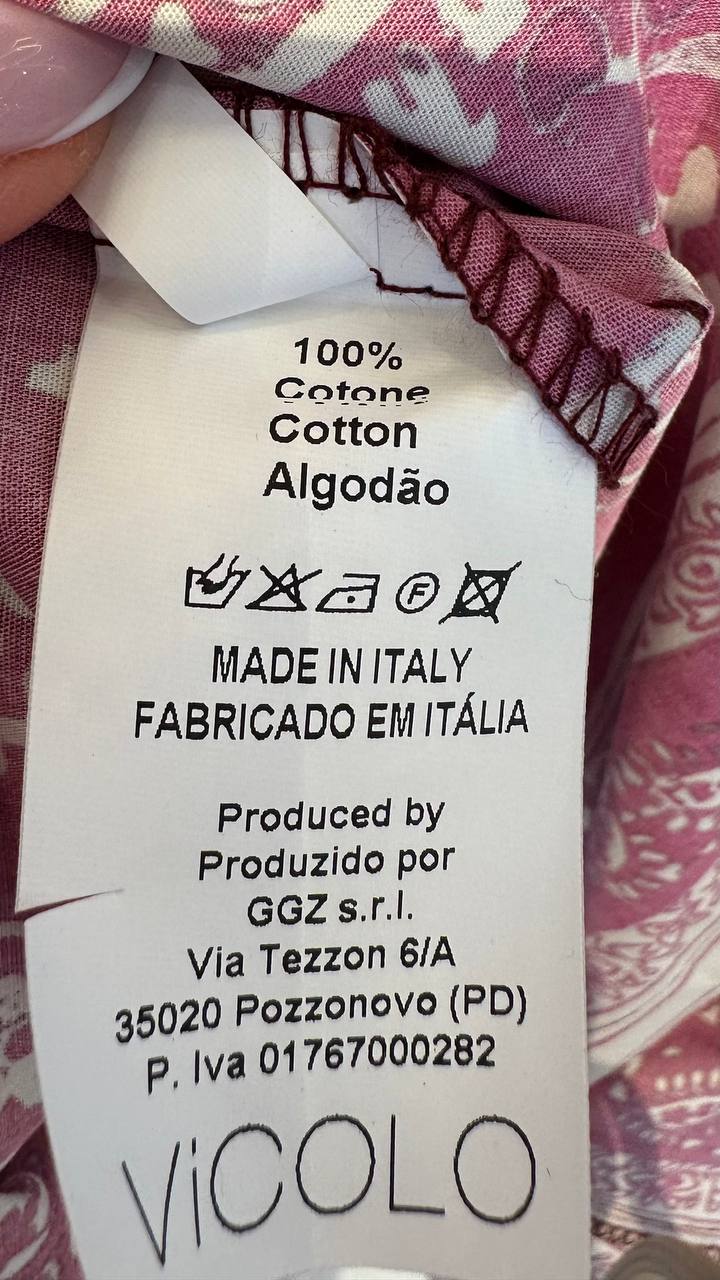 100%
Cotone
Cotton
Algodão
F
MADE IN ITALY
FABRICADO EM ITÁLIA
Produced by
Produzido por
GGZ s.r.l.
Via Tezzon 6/A
35020 Pozzonovo (PD)
P. Iva 01767000282
ViCOLO